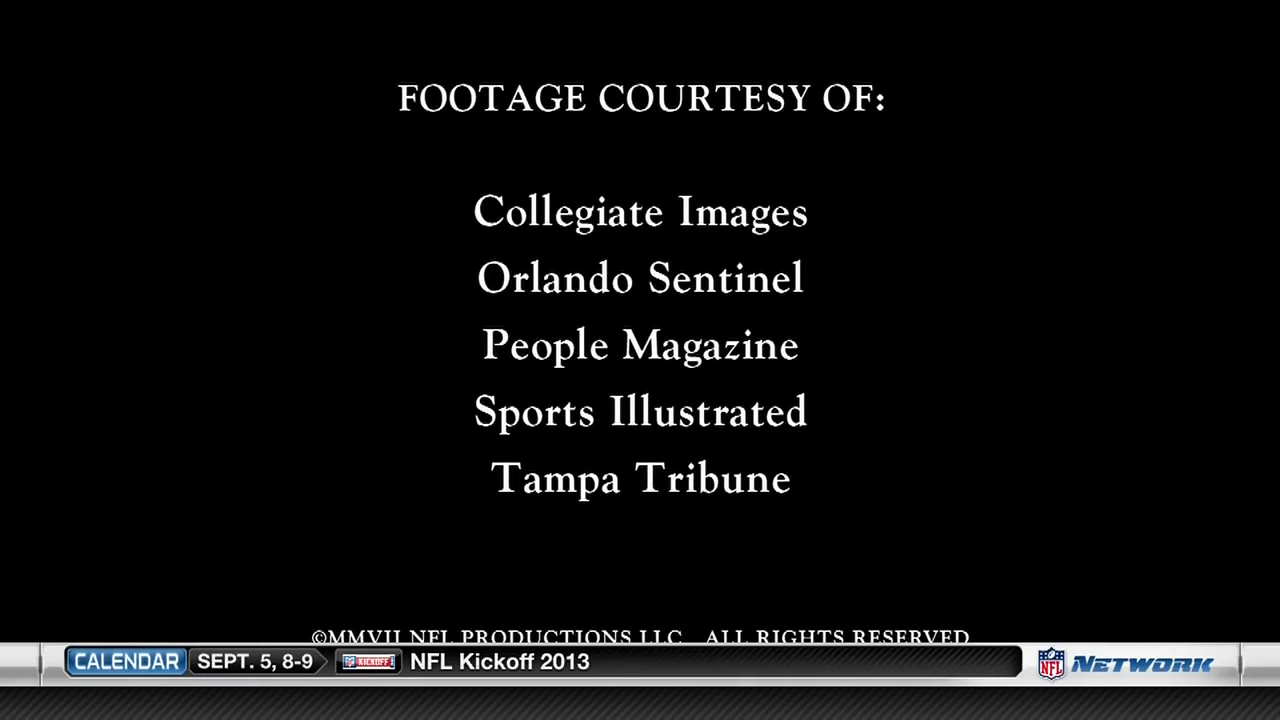 FOOTAGE COURTESY OF:
Collegiate Images
Orlando Sentinel
People Magazine
Sports Illustrated
Tampa Tribune
©MMVII NFL PRODUCTIONS LLC. ALL RIGHTS RESERVED
CALENDAR SEPT. 5, 8-9 KICKOFF NFL Kickoff 2013 NFL NETWORK